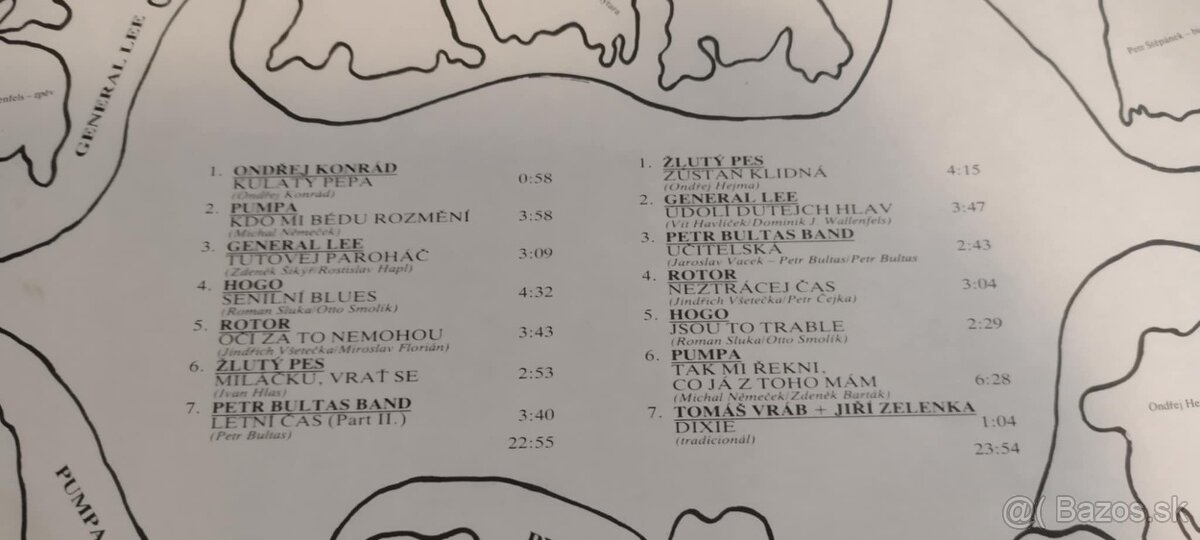 GENERAL LEE
enfels – zpěv
Petr Štěpánek –
1. ONDŘEJ KONRÁD
KULATÝ PEPA 0:58
(Ondřej Konrád)
2. PUMPA
KDO MI BÉDU ROZMĚNÍ 3:58
(Michal Němeček)
3. GENERAL LEE
TUTOVEJ PAROHÁČ 3:09
(Zdeněk Šikýř/Rostislav Hapl)
4. HOGO
SENILNÍ BLUES 4:32
(Roman Sluka/Otto Smolík)
5. ROTOR
OČI ZA TO NEMOHOU 3:43
(Jindřich Všetečka/Miroslav Florián)
6. ŽLUTÝ PES
MILÁČKU, VRAŤ SE 2:53
(Ivan Hlas)
7. PETR BULTAS BAND
LETNÍ ČAS (Part II.) 3:40
(Petr Bultas)
22:55
1. ŽLUTÝ PES
ZŮSTAŇ KLIDNÁ 4:15
(Ondřej Hejma)
2. GENERAL LEE
ÚDOLÍ DUTEJCH HLAV 3:47
(Vít Havlíček/Dominik J. Wallenfels)
3. PETR BULTAS BAND
UČITELSKÁ 2:43
(Jaroslav Vacek – Petr Bultas/Petr Bultas
4. ROTOR
NEZTRÁCEJ ČAS 3:04
(Jindřich Všetečka/Petr Čejka)
5. HOGO
JSOU TO TRABLE 2:29
(Roman Sluka/Otto Smolík)
6. PUMPA
TAK MI ŘEKNI,
CO JÁ Z TOHO MÁM 6:28
(Michal Němeček/Zdeněk Barták)
7. TOMÁŠ VRÁB + JIŘÍ ZELENKA
DIXIE 1:04
(tradicionál)
23:54
Ondřej He
PUMPA
@( Bazos.sk